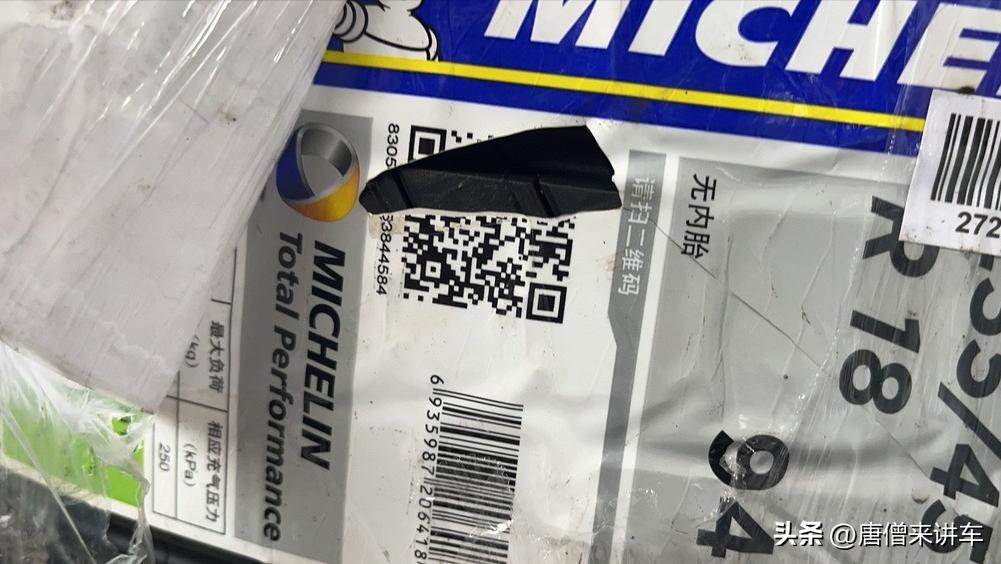 MICHE
272
35/45
R 18
94
无内胎
请扫二维码
8305
3844584
6 935987 206418
MICHELIN
Total Performance
最大负荷
(kg)
相应充气压力
(kPa)
250
头条 @唐僧来讲车